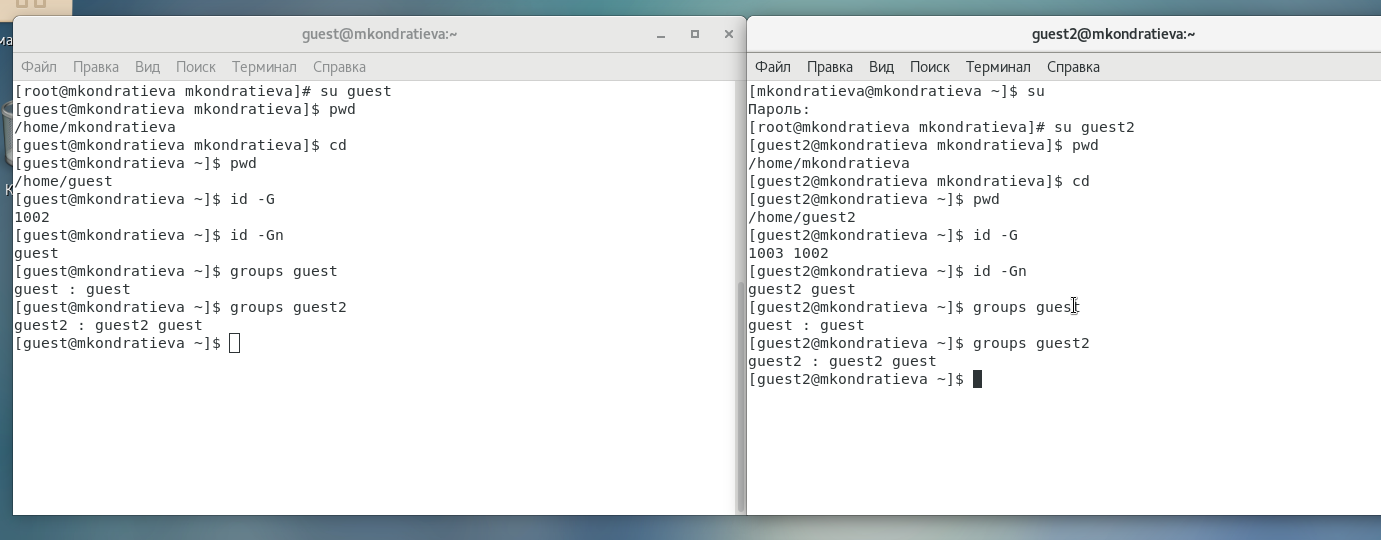 guest@mkondratieva:~
Файл Правка Вид Поиск Терминал Справка
[root@mkondratieva mkondratieva]# su guest
[guest@mkondratieva mkondratieva]$ pwd
/home/mkondratieva
[guest@mkondratieva mkondratieva]$ cd
[guest@mkondratieva ~]$ pwd
/home/guest
[guest@mkondratieva ~]$ id -G
1002
[guest@mkondratieva ~]$ id -Gn
guest
[guest@mkondratieva ~]$ groups guest
guest : guest
[guest@mkondratieva ~]$ groups guest2
guest2 : guest2 guest
[guest@mkondratieva ~]$
guest2@mkondratieva:~
Файл Правка Вид Поиск Терминал Справка
[mkondratieva@mkondratieva ~]$ su
Пароль:
[root@mkondratieva mkondratieva]# su guest2
[guest2@mkondratieva mkondratieva]$ pwd
/home/mkondratieva
[guest2@mkondratieva mkondratieva]$ cd
[guest2@mkondratieva ~]$ pwd
/home/guest2
[guest2@mkondratieva ~]$ id -G
1003 1002
[guest2@mkondratieva ~]$ id -Gn
guest2 guest
[guest2@mkondratieva ~]$ groups guest
guest : guest
[guest2@mkondratieva ~]$ groups guest2
guest2 : guest2 guest
[guest2@mkondratieva ~]$